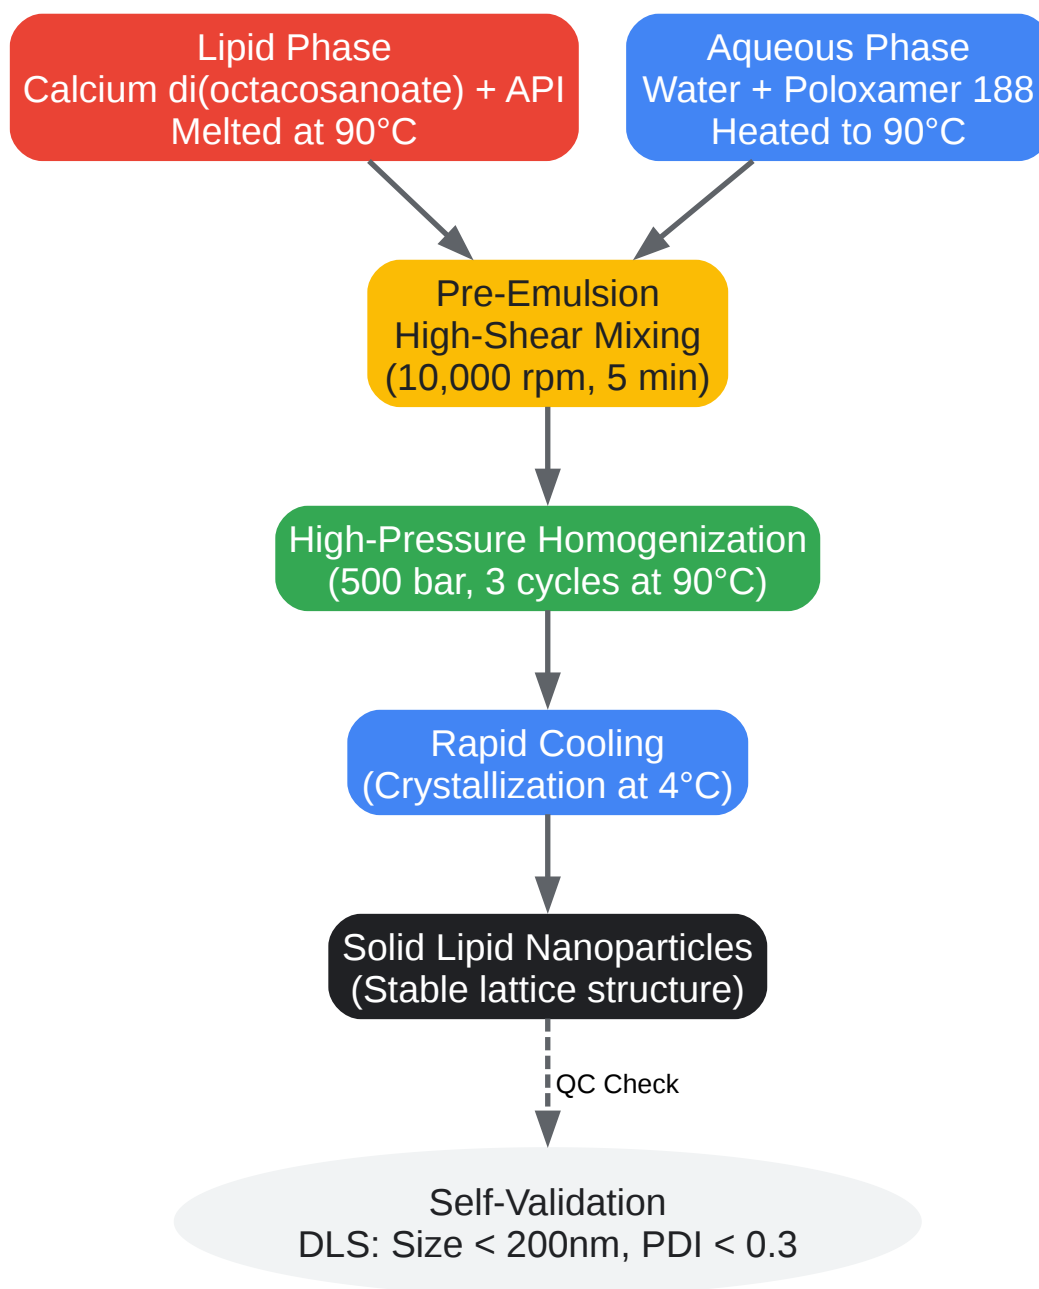 Lipid Phase
Calcium di(octacosanoate) + API
Melted at 90°C
Aqueous Phase
Water + Poloxamer 188
Heated to 90°C
Pre-Emulsion
High-Shear Mixing
(10,000 rpm, 5 min)
High-Pressure Homogenization
(500 bar, 3 cycles at 90°C)
Rapid Cooling
(Crystallization at 4°C)
Solid Lipid Nanoparticles
(Stable lattice structure)
QC Check
Self-Validation
DLS: Size < 200nm, PDI < 0.3